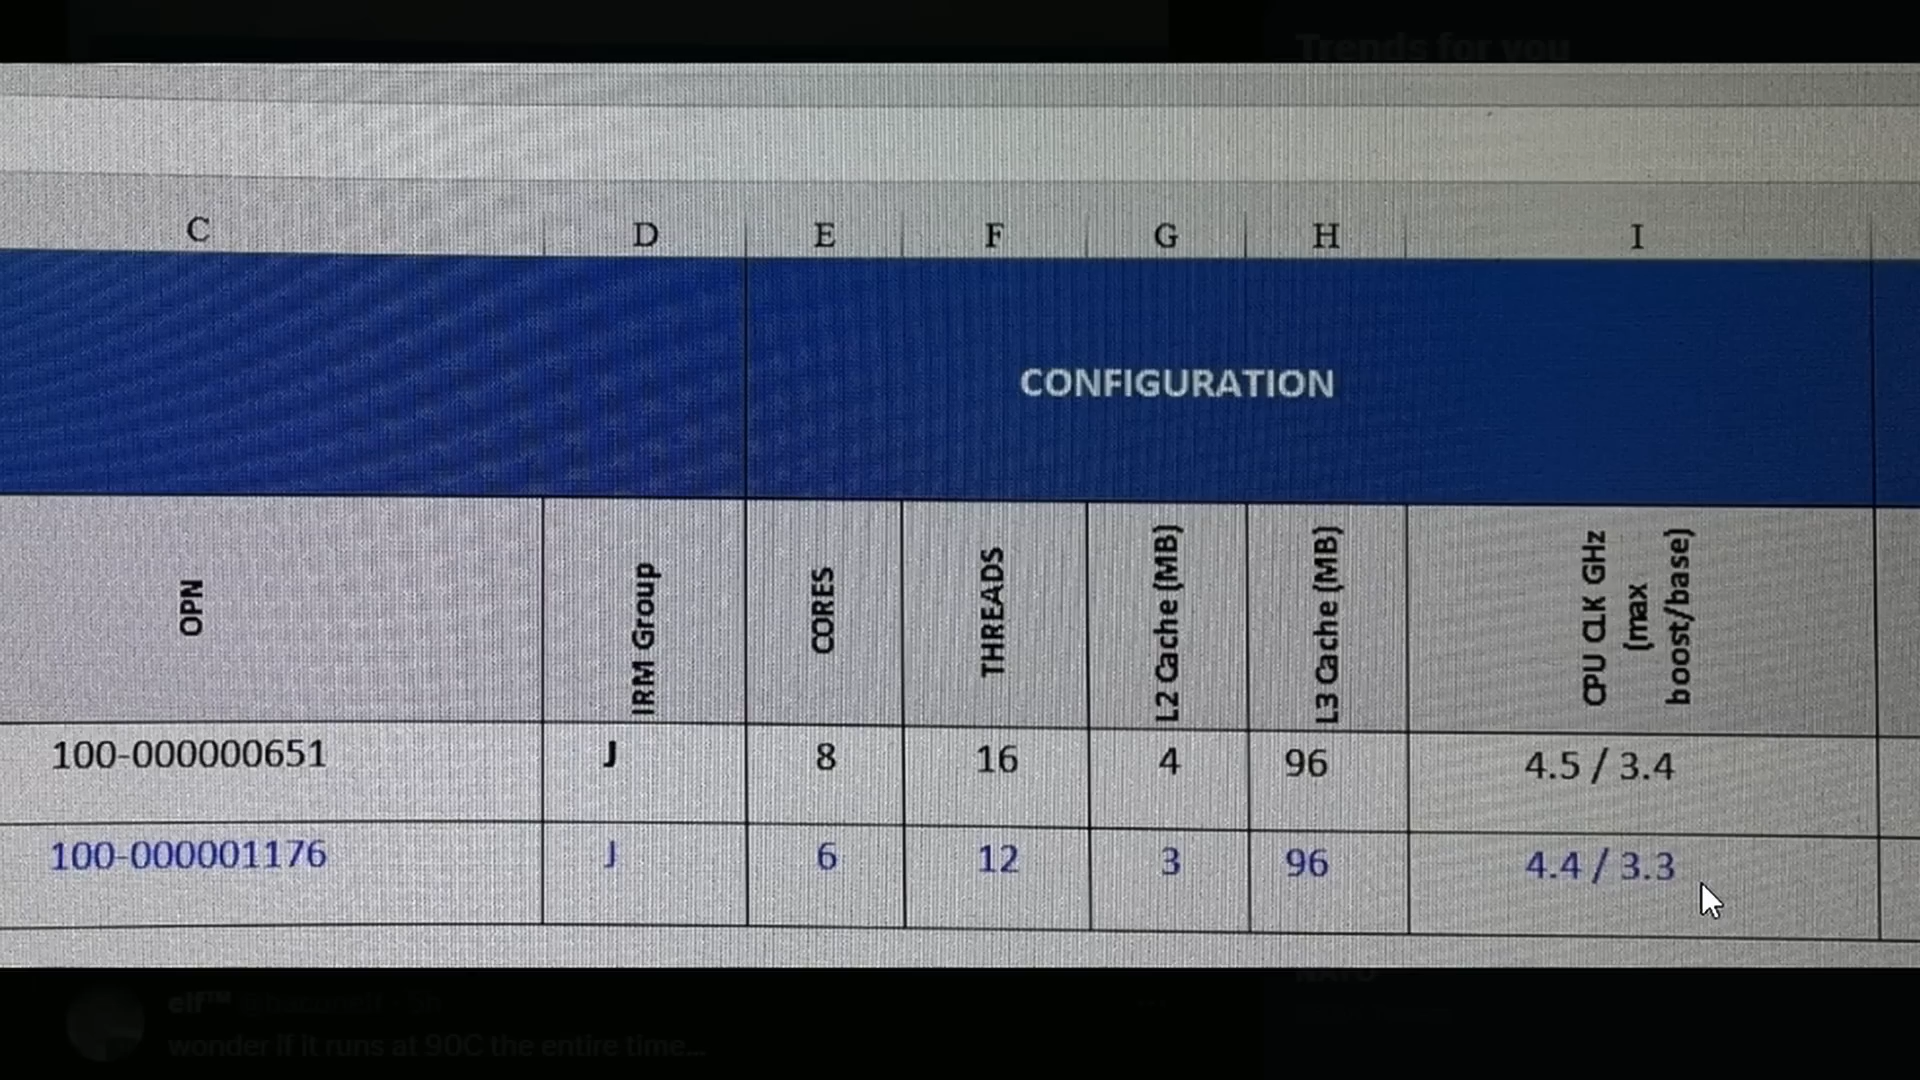 Trends for you
C D E F G H I
CONFIGURATION
OPN IRM Group CORES THREADS L2 Cache (MB) L3 Cache (MB) CPU CLK GHz
(max
boost/base)
100-000000651 J 8 16 4 96 4.5 / 3.4
100-000001176 J 6 12 3 96 4.4 / 3.3
NATO
elf™
wonder if it runs at 90C the entire time...